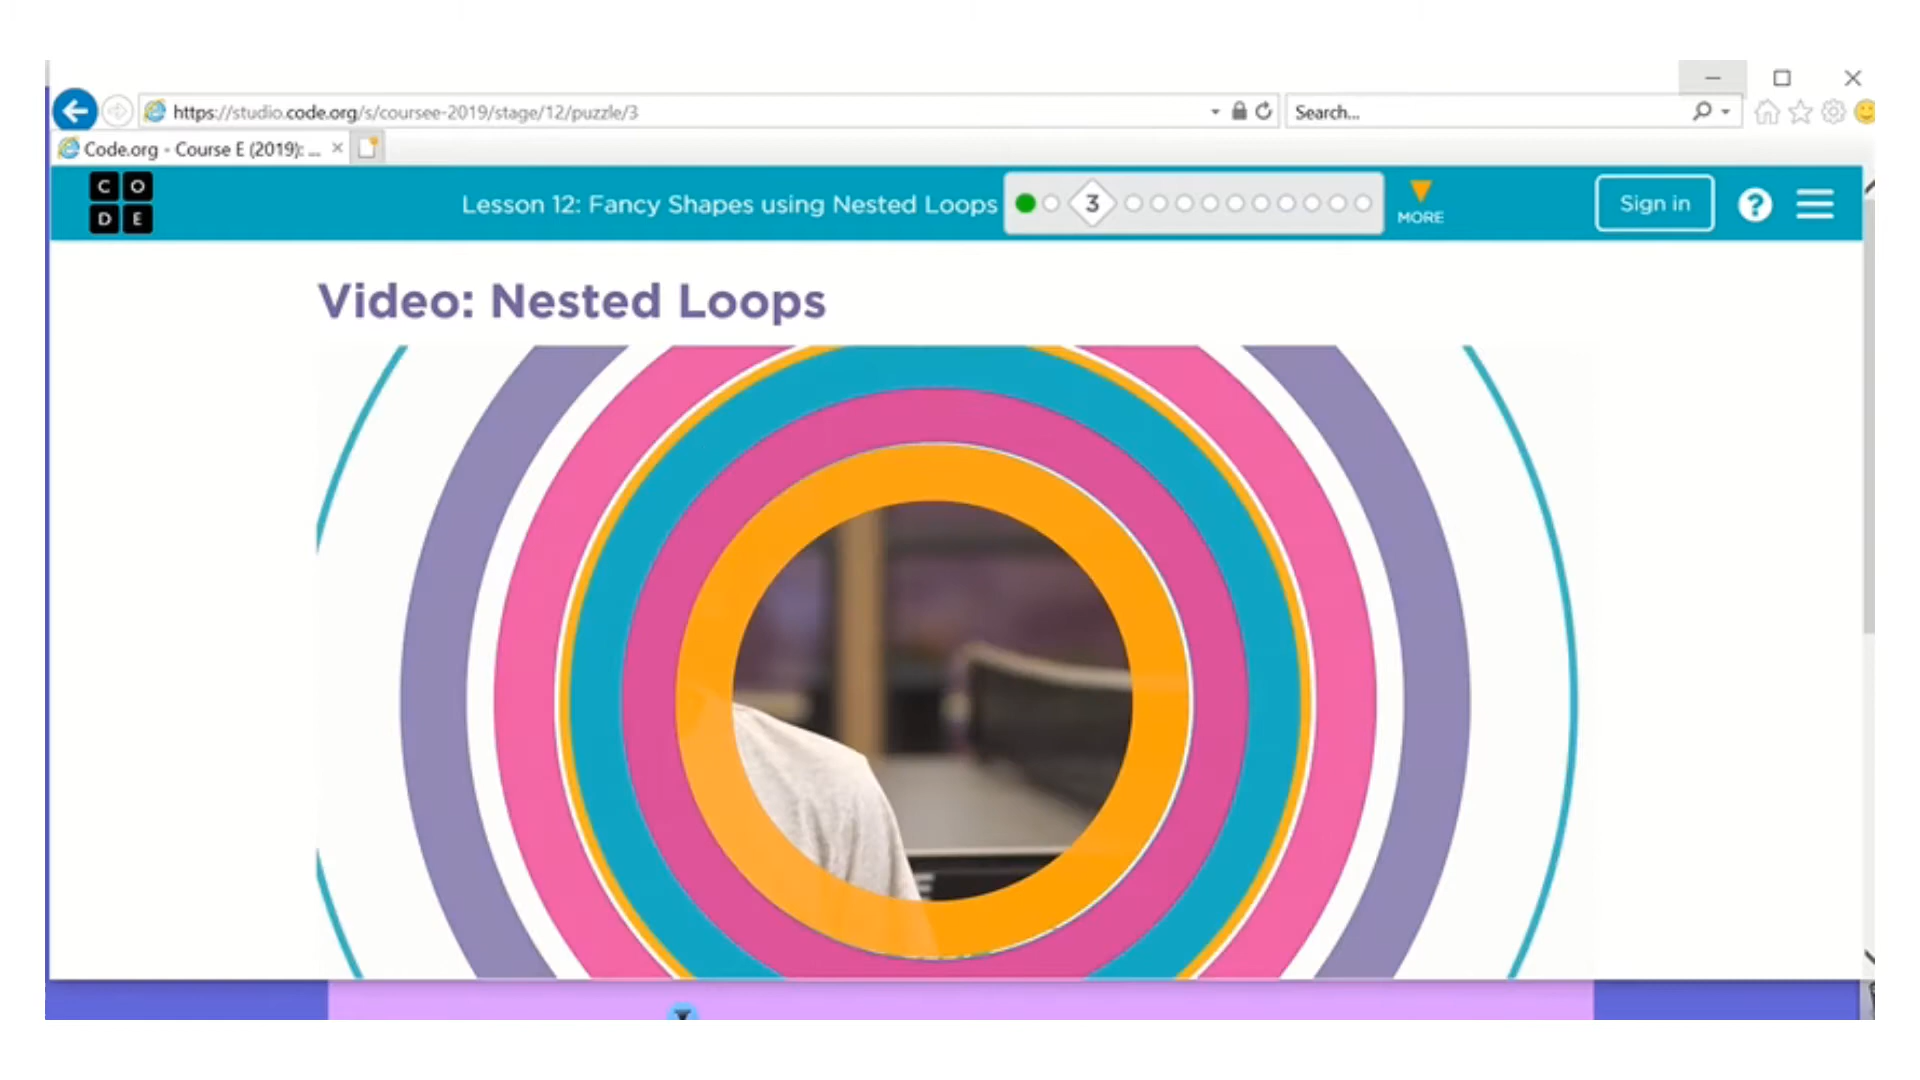 https://studio.code.org/s/coursee-2019/stage/12/puzzle/3
Search...
Code.org - Course E (2019): ...
CODE
Lesson 12: Fancy Shapes using Nested Loops
3
MORE
Sign in
?
Video: Nested Loops